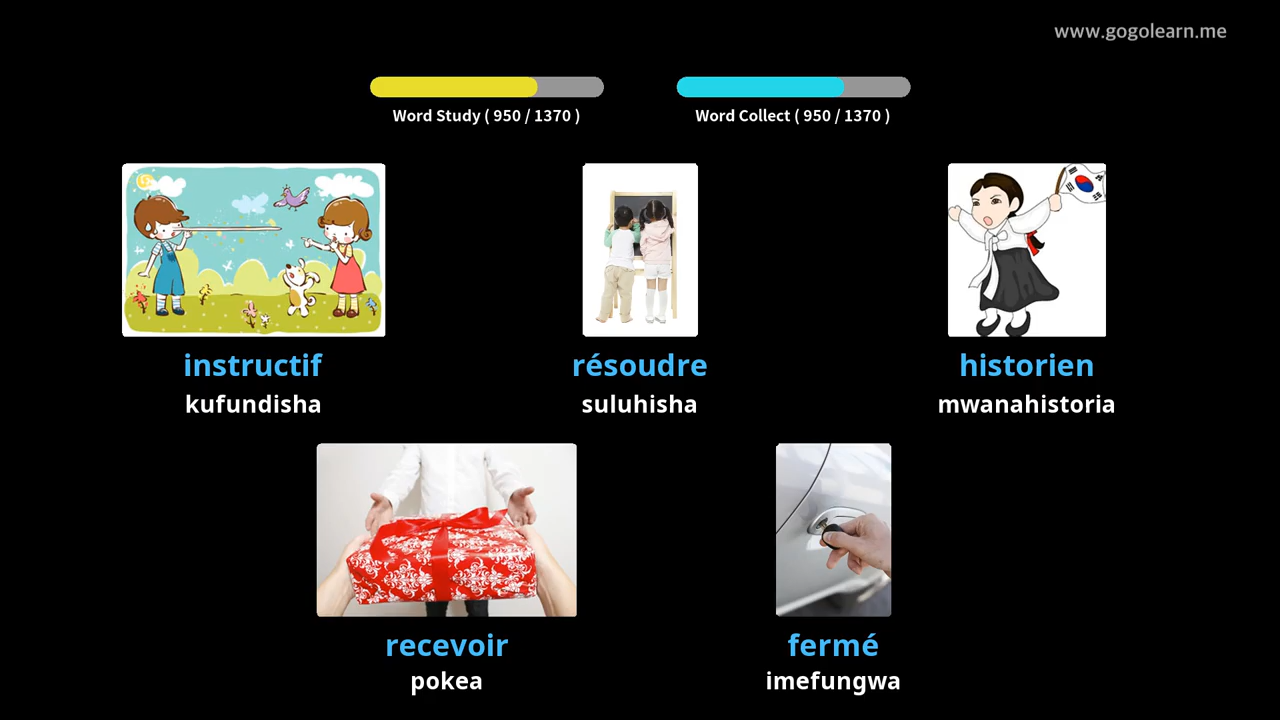 www.gogolearn.me
Word Study ( 950 / 1370 )
Word Collect ( 950 / 1370 )
instructif
kufundisha
résoudre
suluhisha
historien
mwanahistoria
recevoir
pokea
fermé
imefungwa